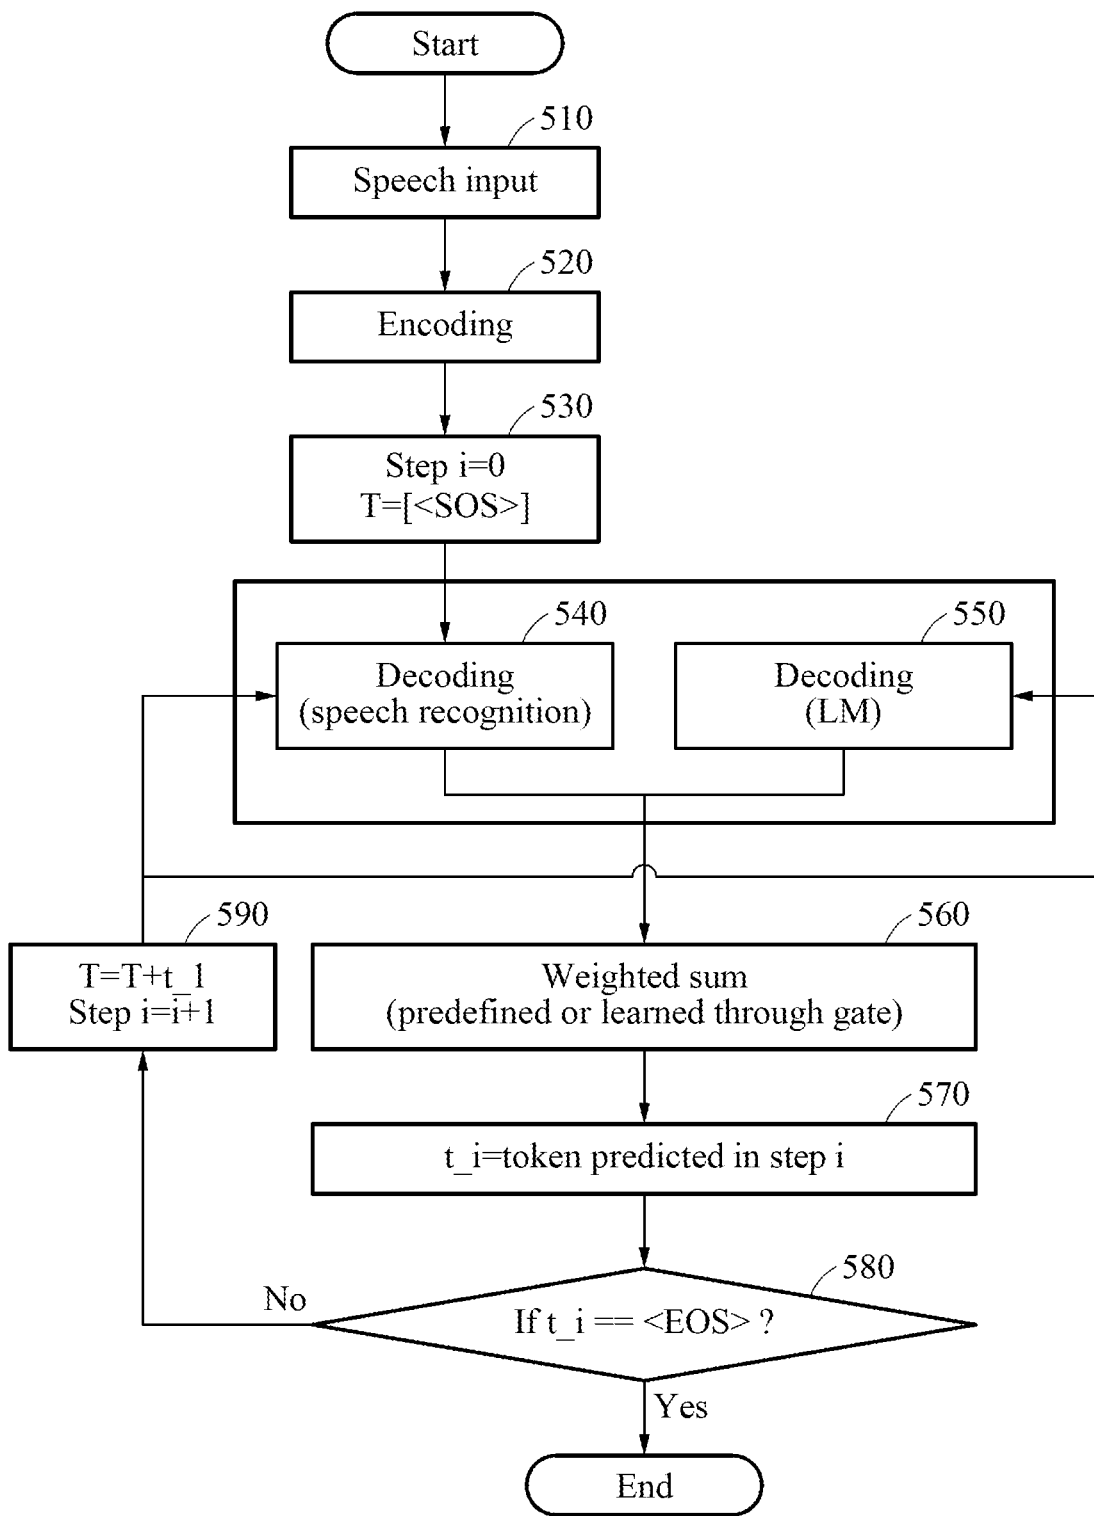 Start
510
Speech input
520
Encoding
530
Step i=0
T=[<SOS>]
540
Decoding
(speech recognition)
550
Decoding
(LM)
590
T=T+t_1
Step i=i+1
560
Weighted sum
(predefined or learned through gate)
570
t_i=token predicted in step i
580
If t_i == <EOS> ?
No
Yes
End